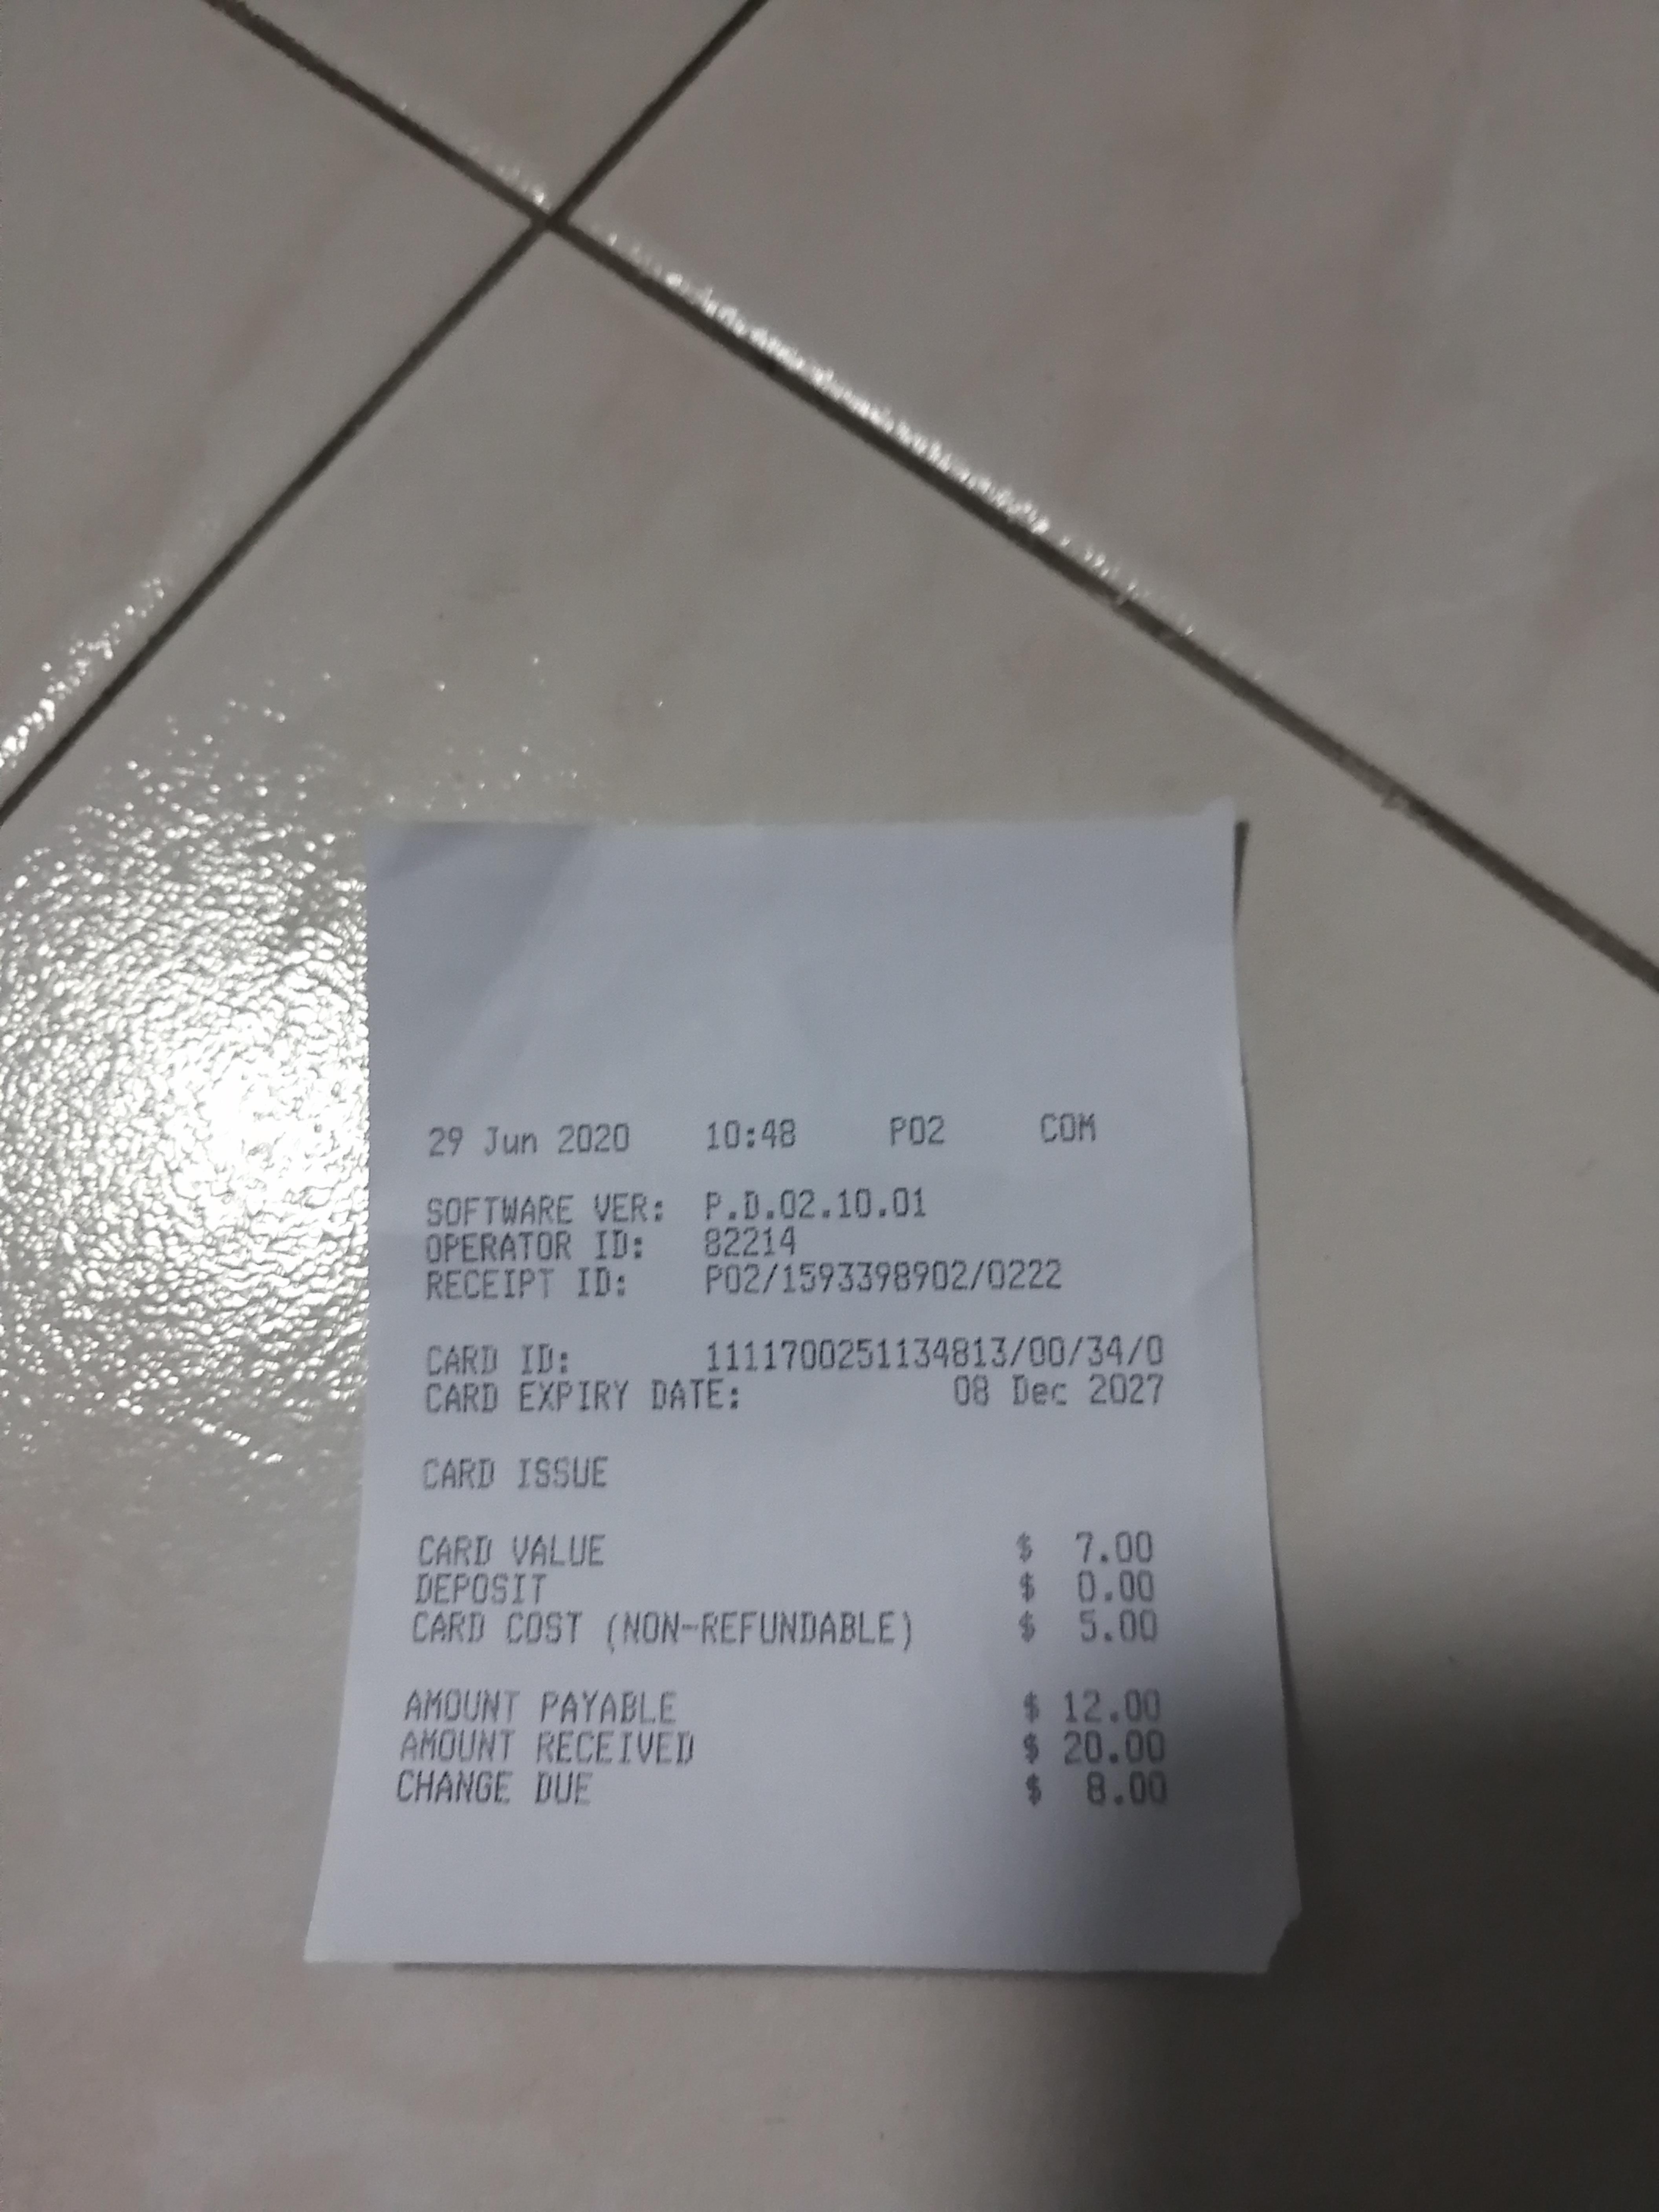 29 Jun 2020 10:48 PO2 COM
SOFTWARE VER: P.D.02.10.01
OPERATOR ID: 82214
RECEIPT ID: PO2/1593398902/0222
CARD ID: 1111700251134813/00/34/0
CARD EXPIRY DATE: 08 Dec 2027
CARD ISSUE
CARD VALUE $ 7.00
DEPOSIT $ 0.00
CARD COST (NON-REFUNDABLE) $ 5.00
AMOUNT PAYABLE $ 12.00
AMOUNT RECEIVED $ 20.00
CHANGE DUE $ 8.00